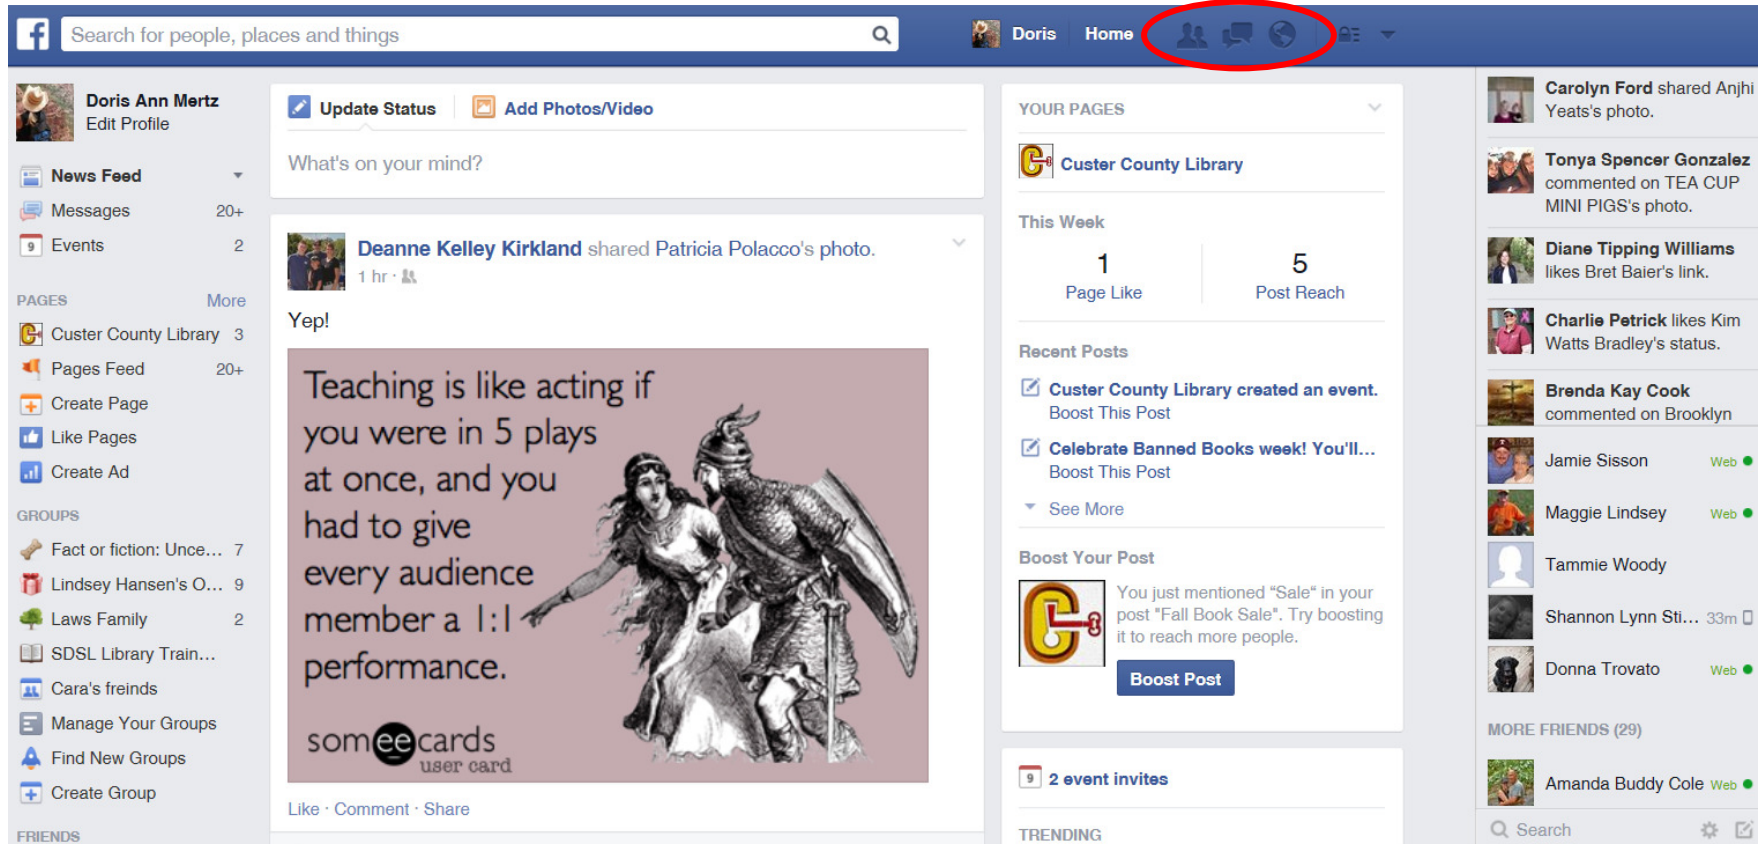 f
Search for people, places and things
Doris
Home
Doris Ann Mertz
Edit Profile
News Feed
Messages 20+
9 Events 2
PAGES More
Custer County Library 3
Pages Feed 20+
Create Page
Like Pages
Create Ad
GROUPS
Fact or fiction: Unce... 7
Lindsey Hansen's O... 9
Laws Family 2
SDSL Library Train...
Cara's freinds
Manage Your Groups
Find New Groups
Create Group
FRIENDS
Update Status
Add Photos/Video
What's on your mind?
Deanne Kelley Kirkland shared Patricia Polacco's photo.
1 hr ·
Yep!
Teaching is like acting if
you were in 5 plays
at once, and you
had to give
every audience
member a 1:1
performance.
someecards
user card
Like · Comment · Share
YOUR PAGES
Custer County Library
This Week
1 5
Page Like Post Reach
Recent Posts
Custer County Library created an event.
Boost This Post
Celebrate Banned Books week! You'll...
Boost This Post
See More
Boost Your Post
You just mentioned "Sale" in your
post "Fall Book Sale". Try boosting
it to reach more people.
Boost Post
9 2 event invites
TRENDING
Carolyn Ford shared Anjhi
Yeats's photo.
Tonya Spencer Gonzalez
commented on TEA CUP
MINI PIGS's photo.
Diane Tipping Williams
likes Bret Baier's link.
Charlie Petrick likes Kim
Watts Bradley's status.
Brenda Kay Cook
commented on Brooklyn
Jamie Sisson Web
Maggie Lindsey Web
Tammie Woody
Shannon Lynn Sti... 33m
Donna Trovato Web
MORE FRIENDS (29)
Amanda Buddy Cole Web
Search